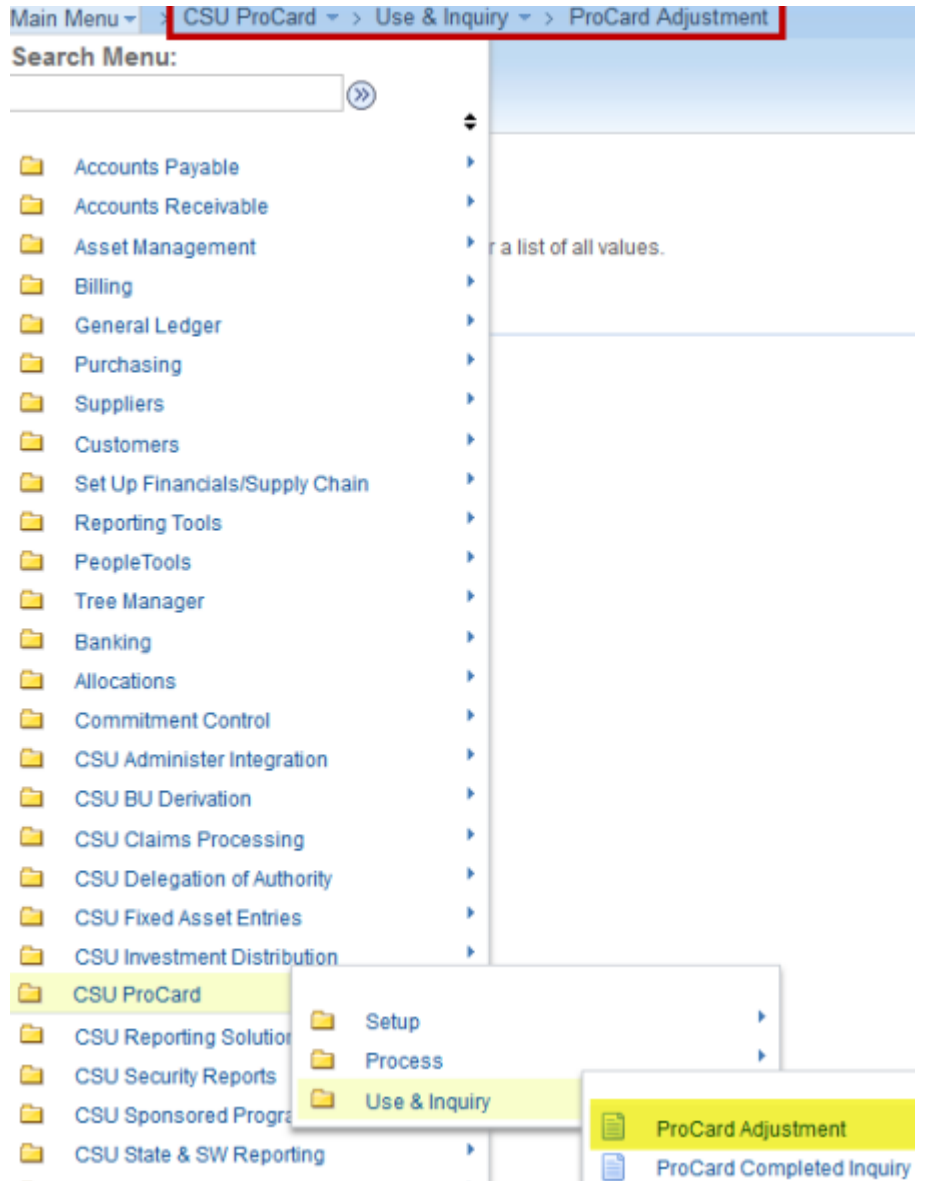 Main Menu > CSU ProCard > Use & Inquiry > ProCard Adjustment
Search Menu:
Accounts Payable
Accounts Receivable
Asset Management
r a list of all values.
Billing
General Ledger
Purchasing
Suppliers
Customers
Set Up Financials/Supply Chain
Reporting Tools
PeopleTools
Tree Manager
Banking
Allocations
Commitment Control
CSU Administer Integration
CSU BU Derivation
CSU Claims Processing
CSU Delegation of Authority
CSU Fixed Asset Entries
CSU Investment Distribution
CSU ProCard
CSU Reporting Solution
CSU Security Reports
CSU Sponsored Progra
CSU State & SW Reporting
Setup
Process
Use & Inquiry
ProCard Adjustment
ProCard Completed Inquiry